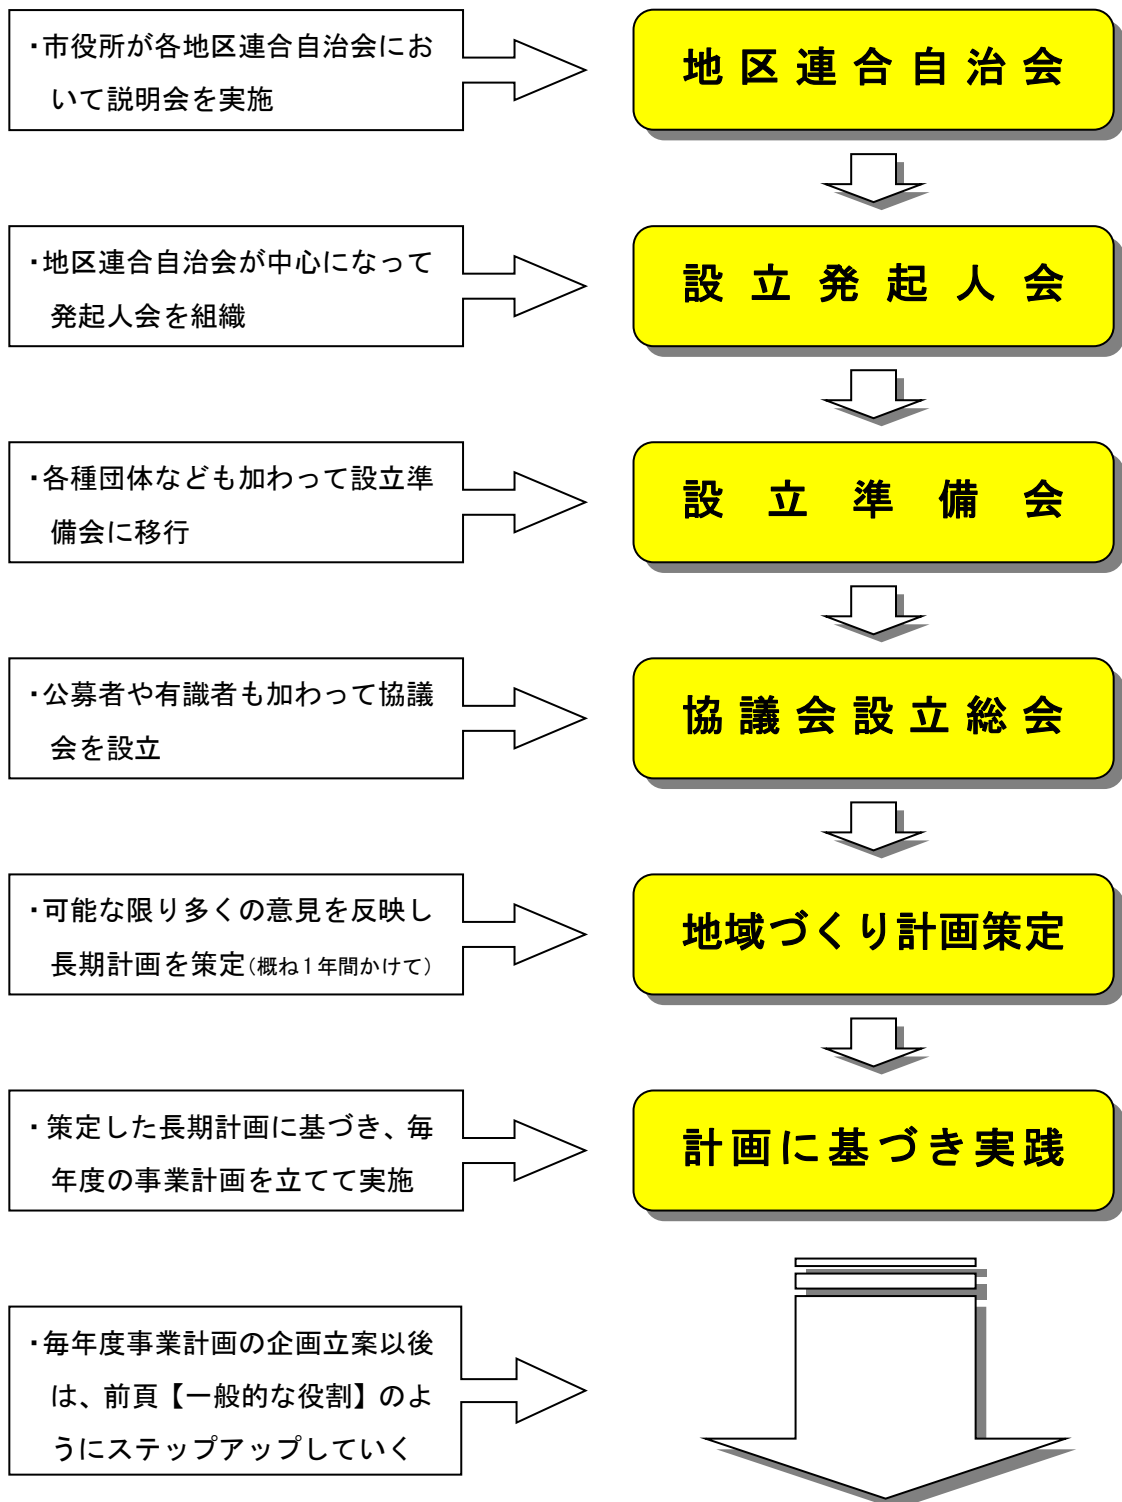 ・市役所が各地区連合自治会にお
いて説明会を実施
地区連合自治会
・地区連合自治会が中心になって
発起人会を組織
設立発起人会
・各種団体なども加わって設立準
備会に移行
設立準備会
・公募者や有識者も加わって協議
会を設立
協議会設立総会
・可能な限り多くの意見を反映し
長期計画を策定(概ね1年間かけて)
地域づくり計画策定
・策定した長期計画に基づき、毎
年度の事業計画を立てて実施
計画に基づき実践
・毎年度事業計画の企画立案以後
は、前頁【一般的な役割】のよ
うにステップアップしていく